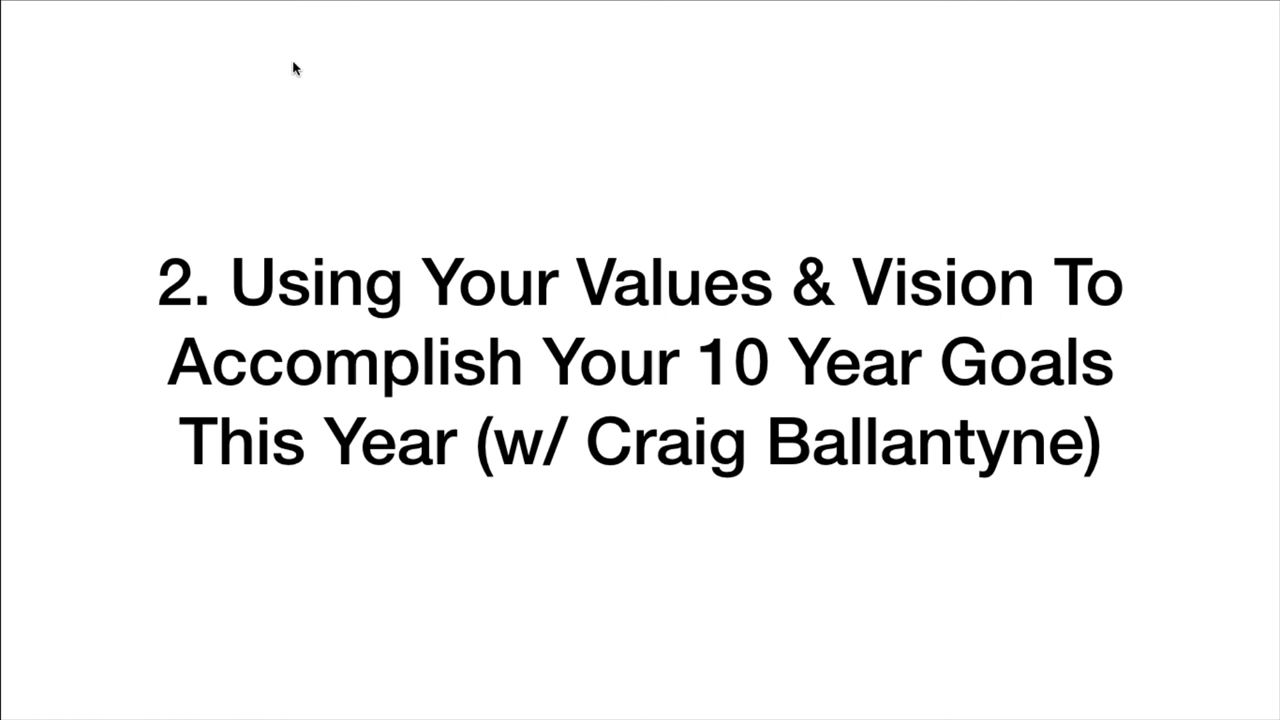 2. Using Your Values & Vision To
Accomplish Your 10 Year Goals
This Year (w/ Craig Ballantyne)